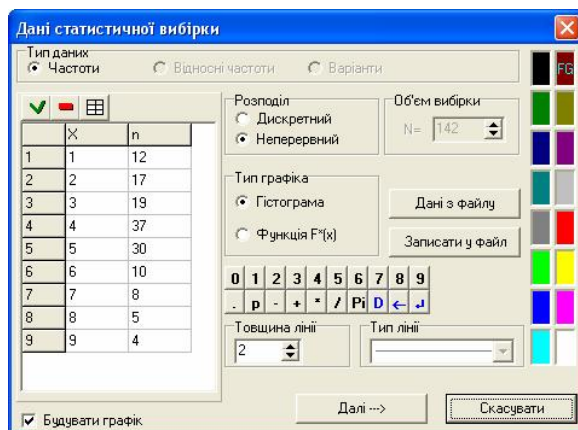 Дані статистичної вибірки
Тип даних
Частоти Відносні частоти Варіанти
FG
X n
1 1 12
2 2 17
3 3 19
4 4 37
5 5 30
6 6 10
7 7 8
8 8 5
9 9 4
Розподіл
Дискретний
Неперервний
Об'єм вибірки
N= 142
Тип графіка
Гістограма
Функція F*(x)
Дані з файлу
Записати у файл
0 1 2 3 4 5 6 7 8 9
. p - + * / Pi D ← ↲
Товщина лінії
2
Тип лінії
Будувати графік
Далі --->
Скасувати